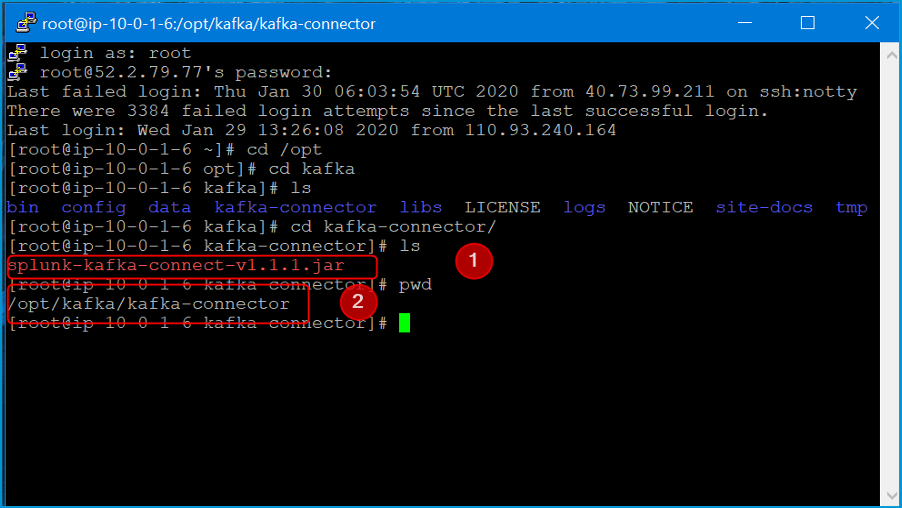 root@ip-10-0-1-6:/opt/kafka/kafka-connector
login as: root
root@52.2.79.77's password:
Last failed login: Thu Jan 30 06:03:54 UTC 2020 from 40.73.99.211 on ssh:notty
There were 3384 failed login attempts since the last successful login.
Last login: Wed Jan 29 13:26:08 2020 from 110.93.240.164
[root@ip-10-0-1-6 ~]# cd /opt
[root@ip-10-0-1-6 opt]# cd kafka
[root@ip-10-0-1-6 kafka]# ls
bin config data kafka-connector libs LICENSE logs NOTICE site-docs tmp
[root@ip-10-0-1-6 kafka]# cd kafka-connector/
[root@ip-10-0-1-6 kafka-connector]# ls
1
splunk-kafka-connect-v1.1.1.jar
[root@ip-10-0-1-6 kafka-connector]# pwd
/opt/kafka/kafka-connector
2
[root@ip-10-0-1-6 kafka-connector]#